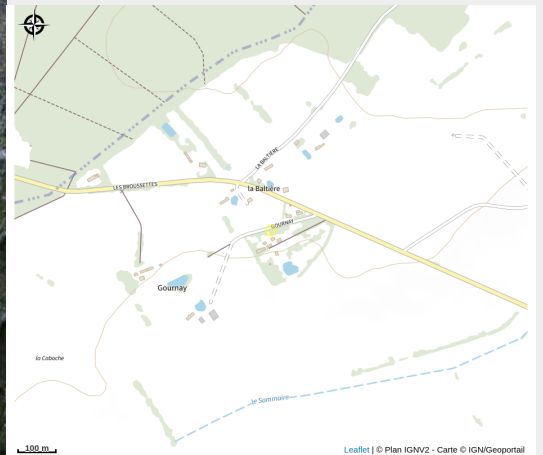 LA BALTIERE
LES BROUSSETTES
la Baltière
GOURNAY
Gournay
la Caboche
le Sommaire
100 m
Leaflet | © Plan IGNV2 - Carte © IGN/Geoportail